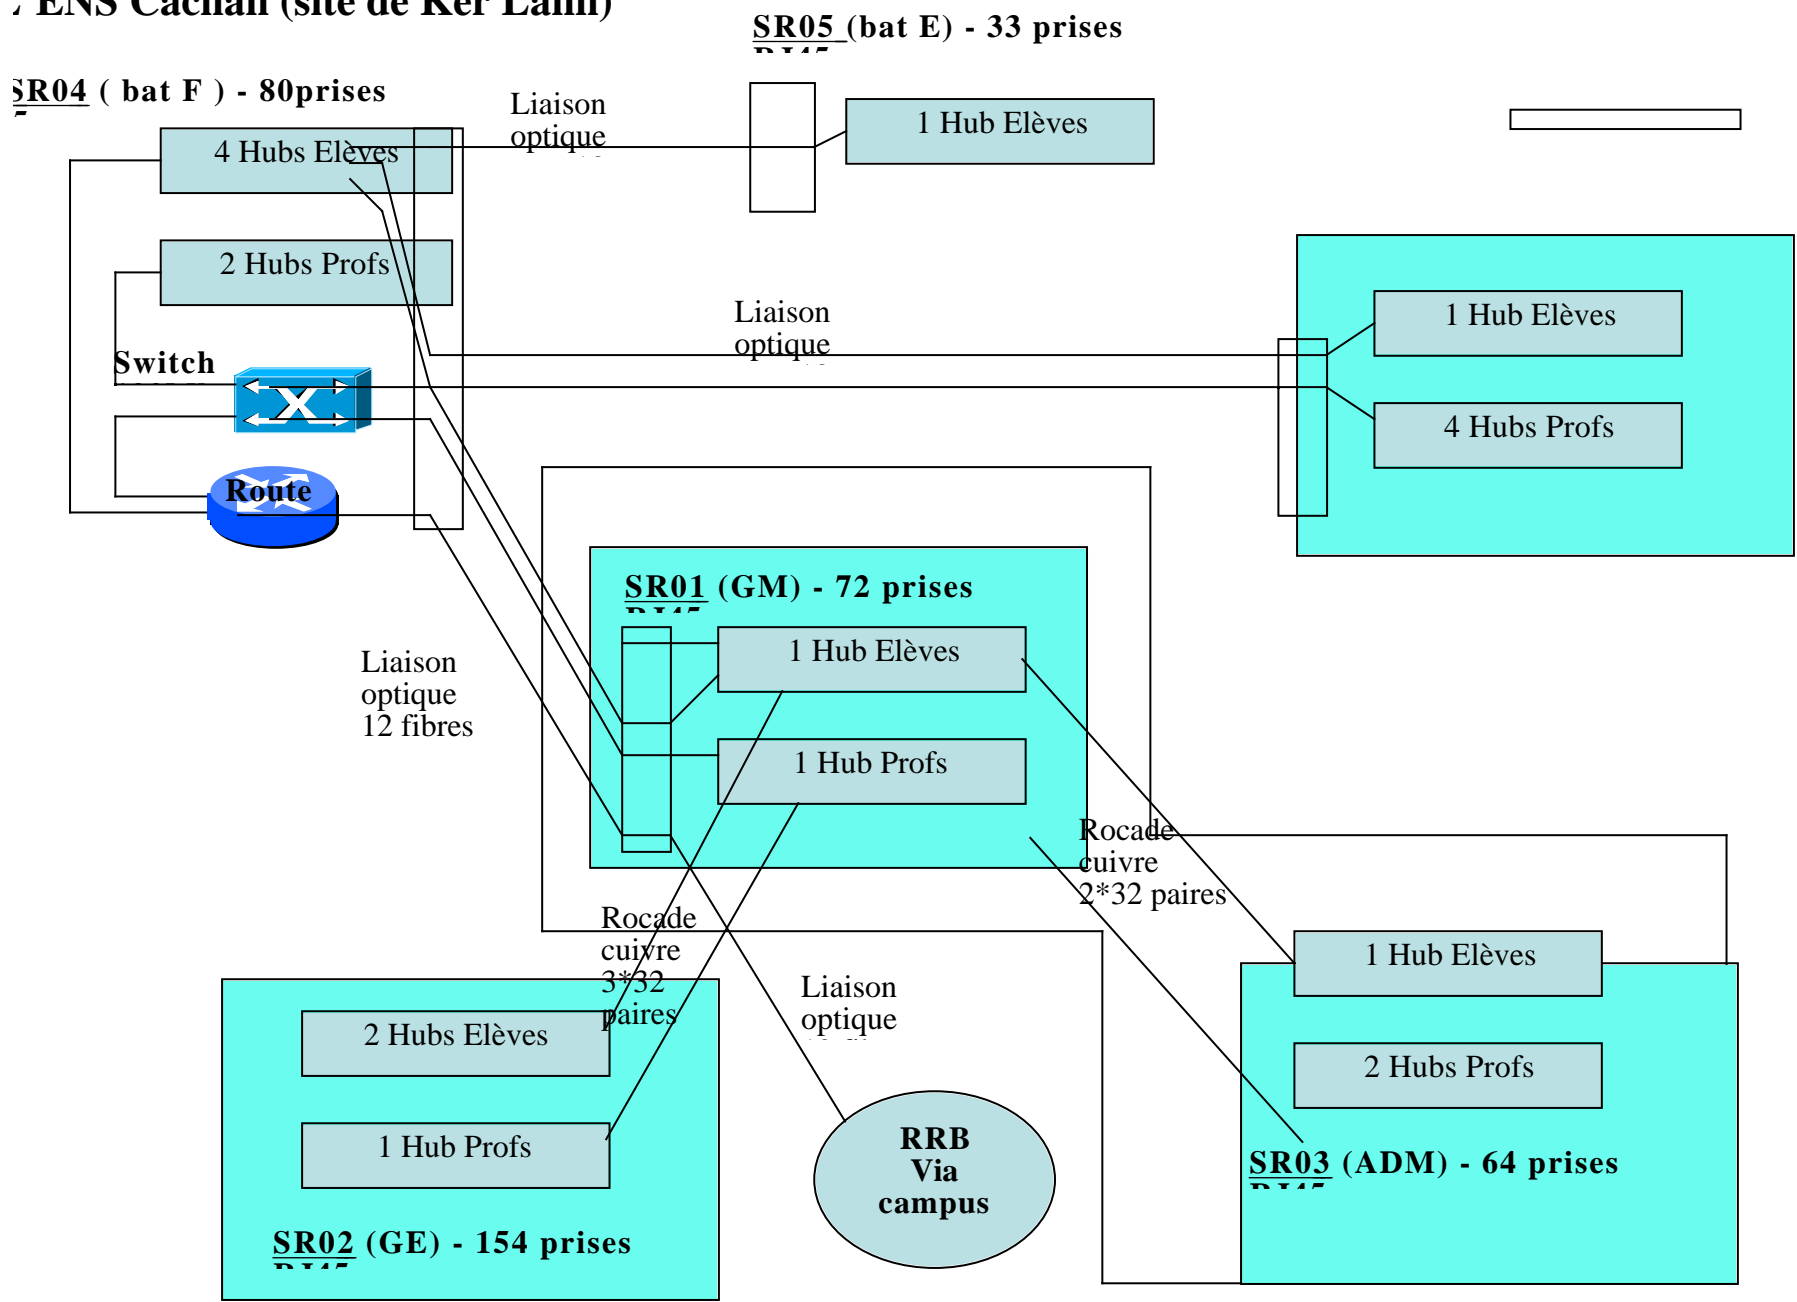 ENS Cachan (site de Ker Lann)
SR05 (bat E) - 33 prises
SR04 ( bat F ) - 80prises
Liaison
optique
1 Hub Elèves
4 Hubs Elèves
2 Hubs Profs
Liaison
optique
1 Hub Elèves
Switch
4 Hubs Profs
Route
SR01 (GM) - 72 prises
RJ45
1 Hub Elèves
Liaison
optique
12 fibres
1 Hub Profs
Rocade
cuivre
2*32 paires
Rocade
cuivre
3*32
paires
1 Hub Elèves
Liaison
optique
2 Hubs Elèves
2 Hubs Profs
1 Hub Profs
RRB
Via
campus
SR03 (ADM) - 64 prises
SR02 (GE) - 154 prises